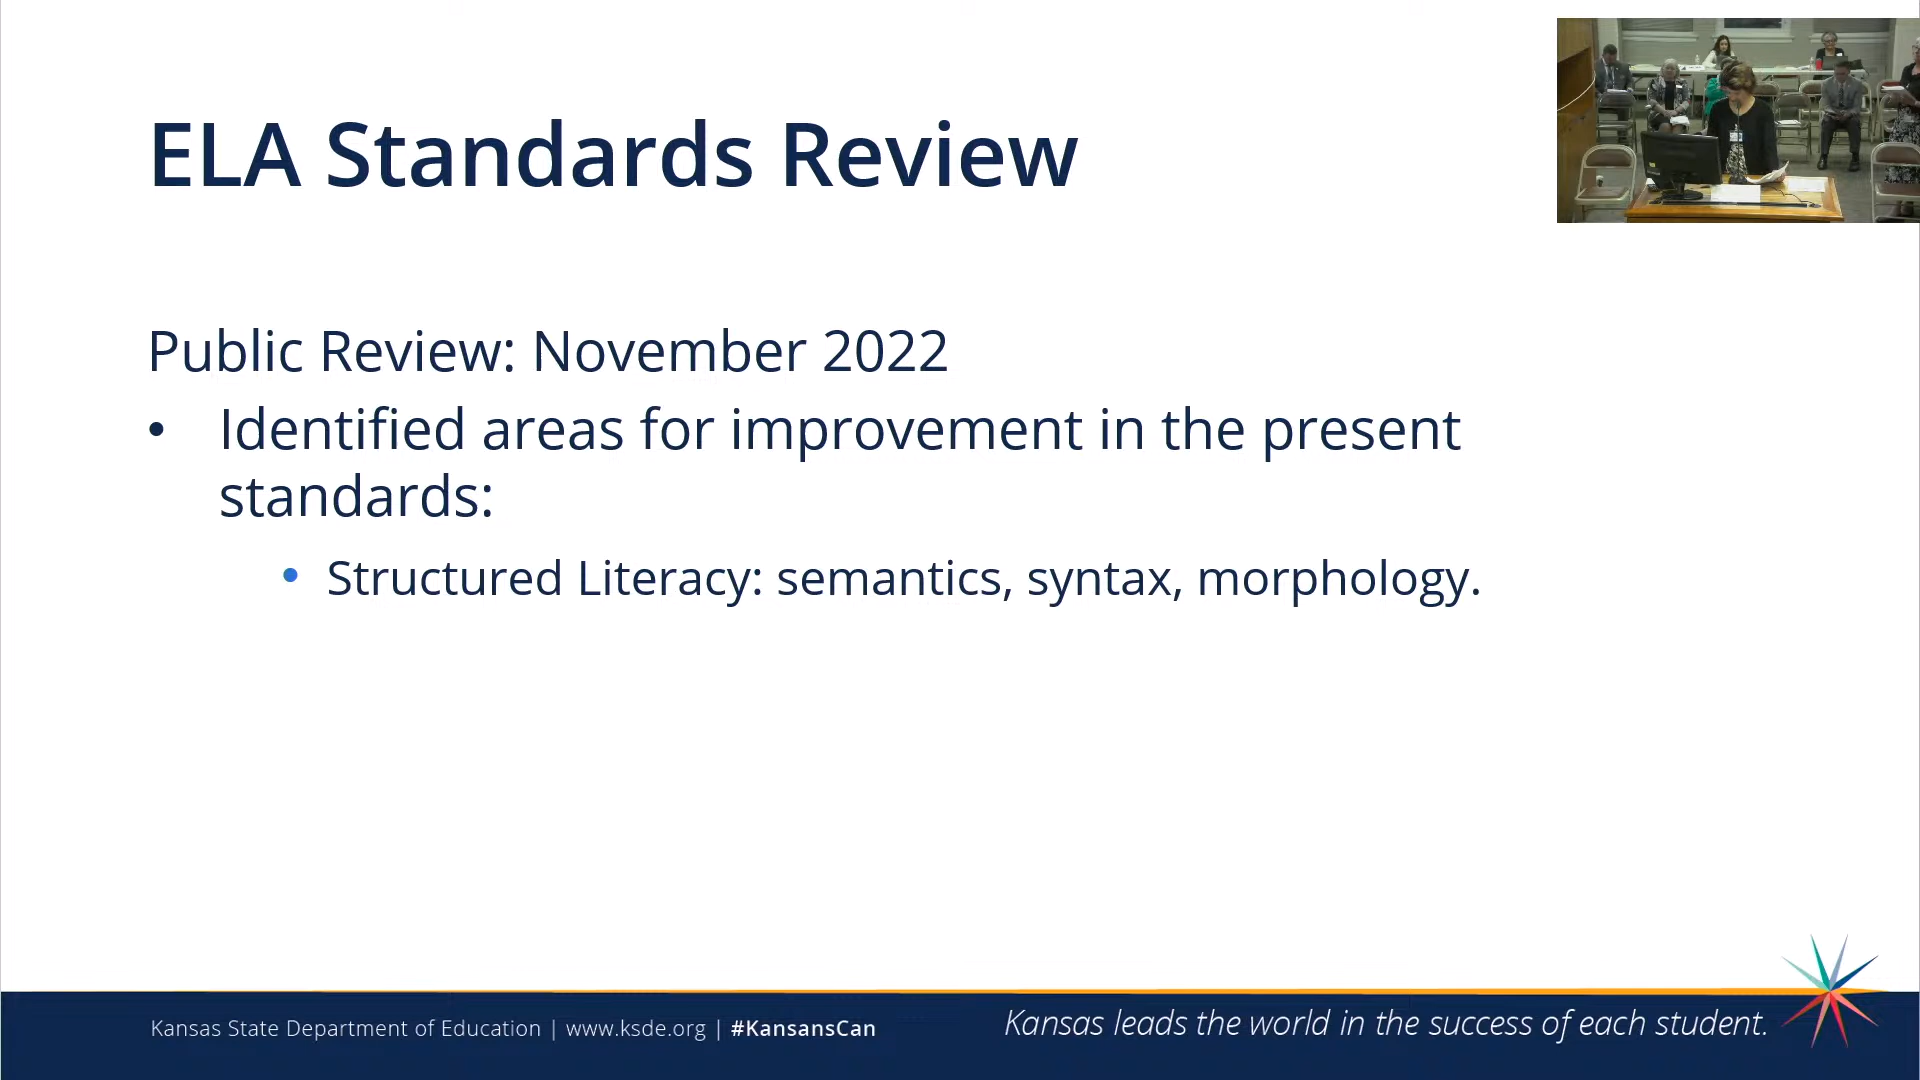 ELA Standards Review
Public Review: November 2022
• Identified areas for improvement in the present
standards:
• Structured Literacy: semantics, syntax, morphology.
Kansas State Department of Education | www.ksde.org | #KansansCan
Kansas leads the world in the success of each student.